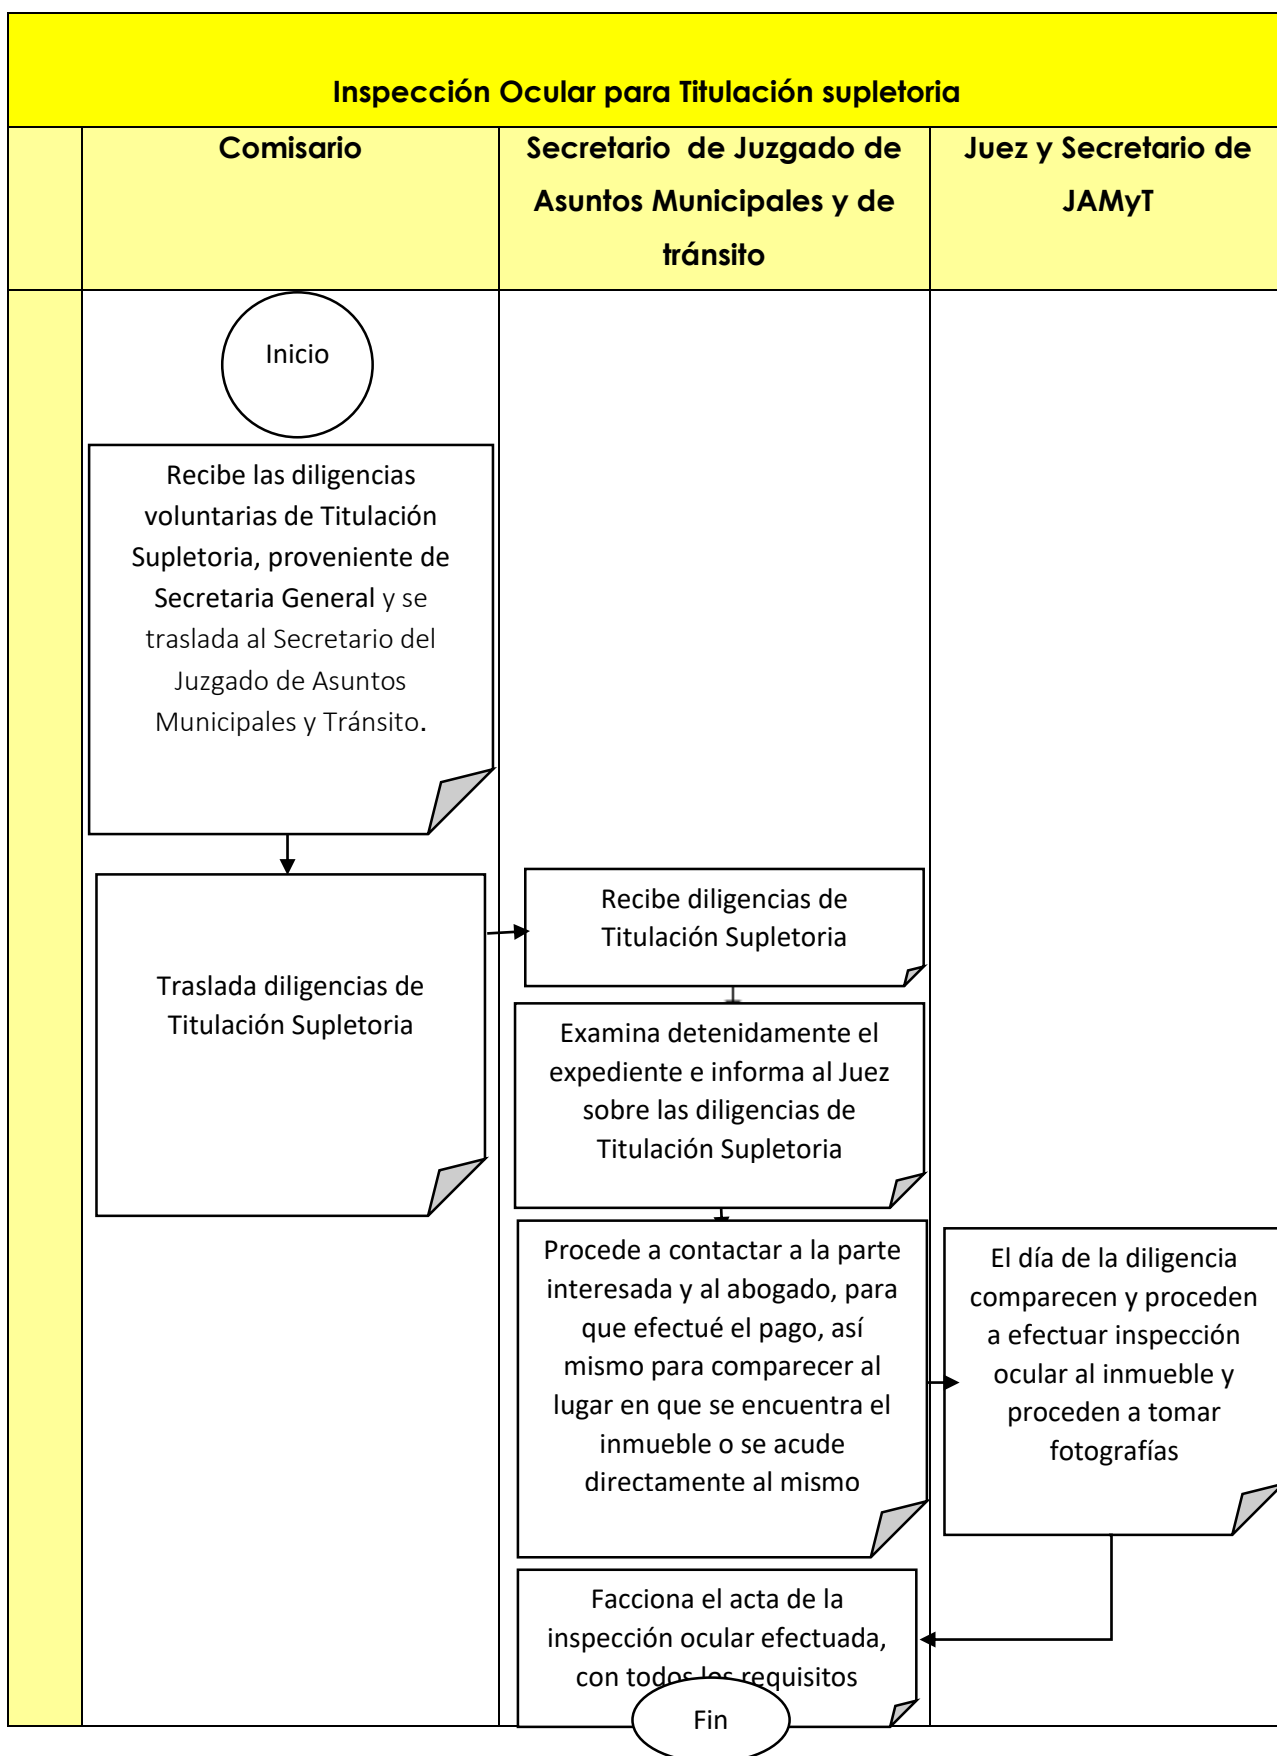 Inspección Ocular para Titulación supletoria
Comisario
Secretario de Juzgado de
Asuntos Municipales y de
tránsito
Juez y Secretario de
JAMyT
Inicio
Recibe las diligencias
voluntarias de Titulación
Supletoria, proveniente de
Secretaria General y se
traslada al Secretario del
Juzgado de Asuntos
Municipales y Tránsito.
Traslada diligencias de
Titulación Supletoria
Recibe diligencias de
Titulación Supletoria
Examina detenidamente el
expediente e informa al Juez
sobre las diligencias de
Titulación Supletoria
Procede a contactar a la parte
interesada y al abogado, para
que efectué el pago, así
mismo para comparecer al
lugar en que se encuentra el
inmueble o se acude
directamente al mismo
El día de la diligencia
comparecen y proceden
a efectuar inspección
ocular al inmueble y
proceden a tomar
fotografías
Facciona el acta de la
inspección ocular efectuada,
con todos los requisitos
Fin